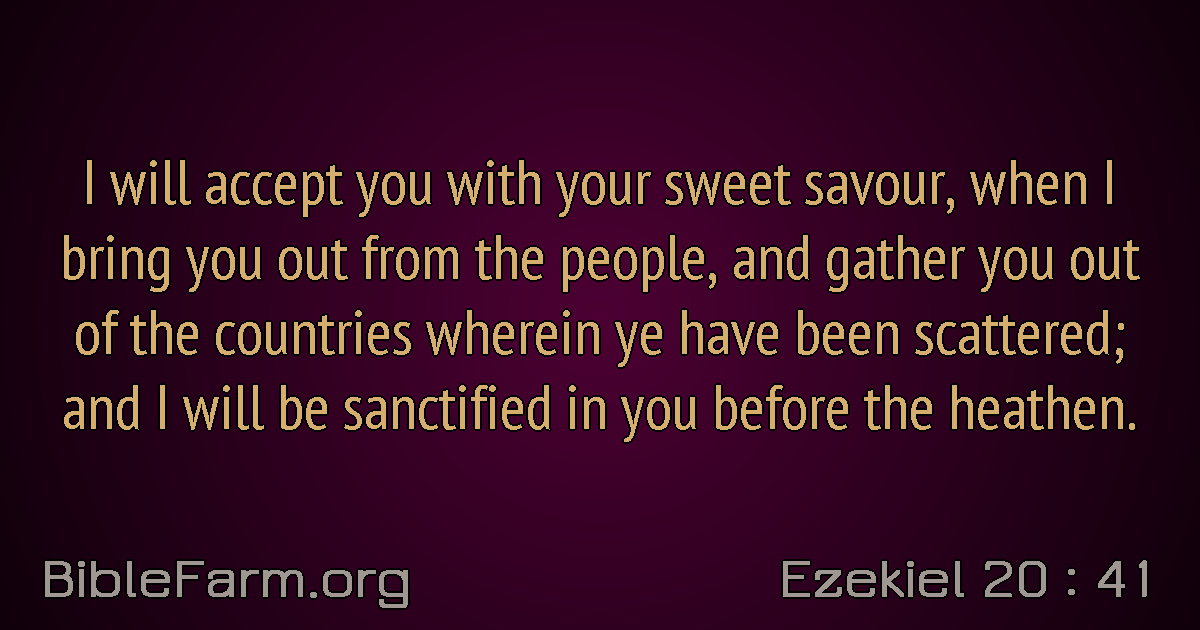 I will accept you with your sweet savour, when I
bring you out from the people, and gather you out
of the countries wherein ye have been scattered;
and I will be sanctified in you before the heathen.
BibleFarm.org
Ezekiel 20 : 41